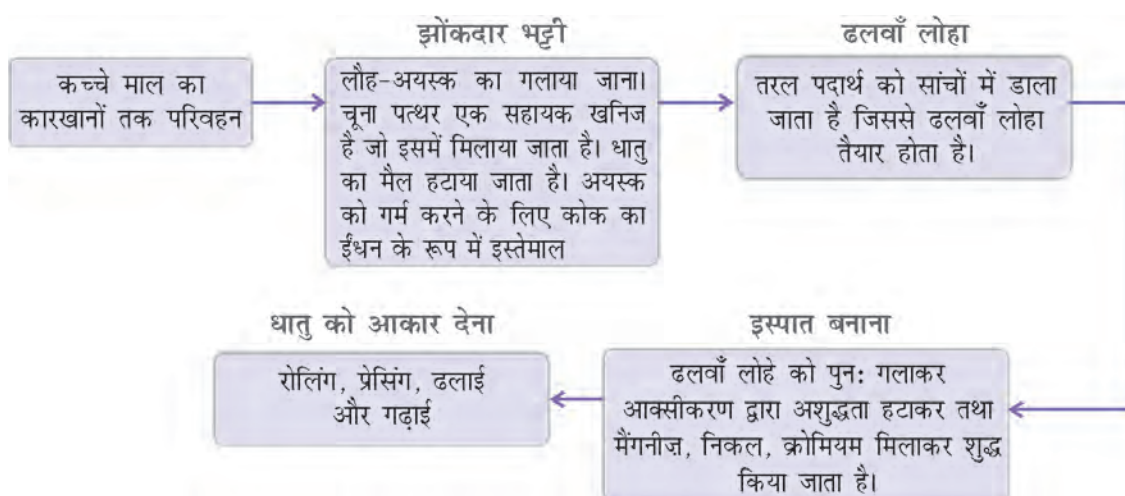 कच्चे माल का
कारखानों तक परिवहन
झोंकदार भट्टी
लौह-अयस्क का गलाया जाना।
चूना पत्थर एक सहायक खनिज
है जो इसमें मिलाया जाता है। धातु
का मैल हटाया जाता है। अयस्क
को गर्म करने के लिए कोक का
ईंधन के रूप में इस्तेमाल
ढलवाँ लोहा
तरल पदार्थ को सांचों में डाला
जाता है जिससे ढलवाँ लोहा
तैयार होता है।
इस्पात बनाना
ढलवाँ लोहे को पुन: गलाकर
आक्सीकरण द्वारा अशुद्धता हटाकर तथा
मैंगनीज़, निकल, क्रोमियम मिलाकर शुद्ध
किया जाता है।
धातु को आकार देना
रोलिंग, प्रेसिंग, ढलाई
और गढ़ाई